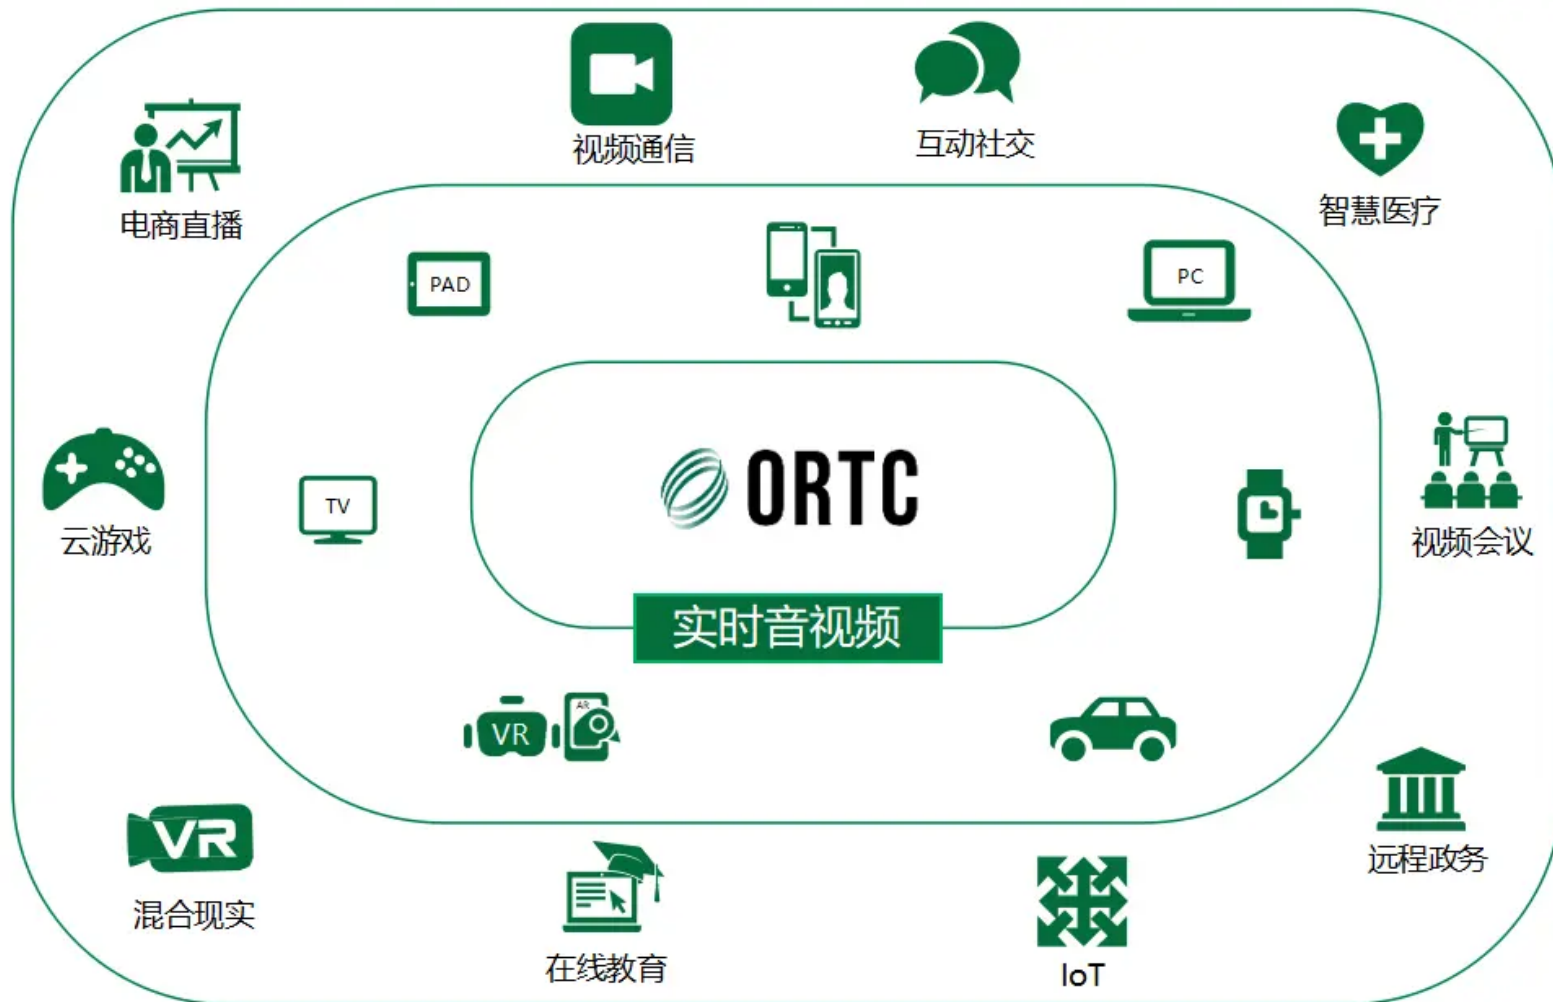 视频通信
互动社交
电商直播
智慧医疗
PAD
PC
TV
ORTC
云游戏
视频会议
实时音视频
VR
AR
VR
混合现实
远程政务
在线教育
IoT